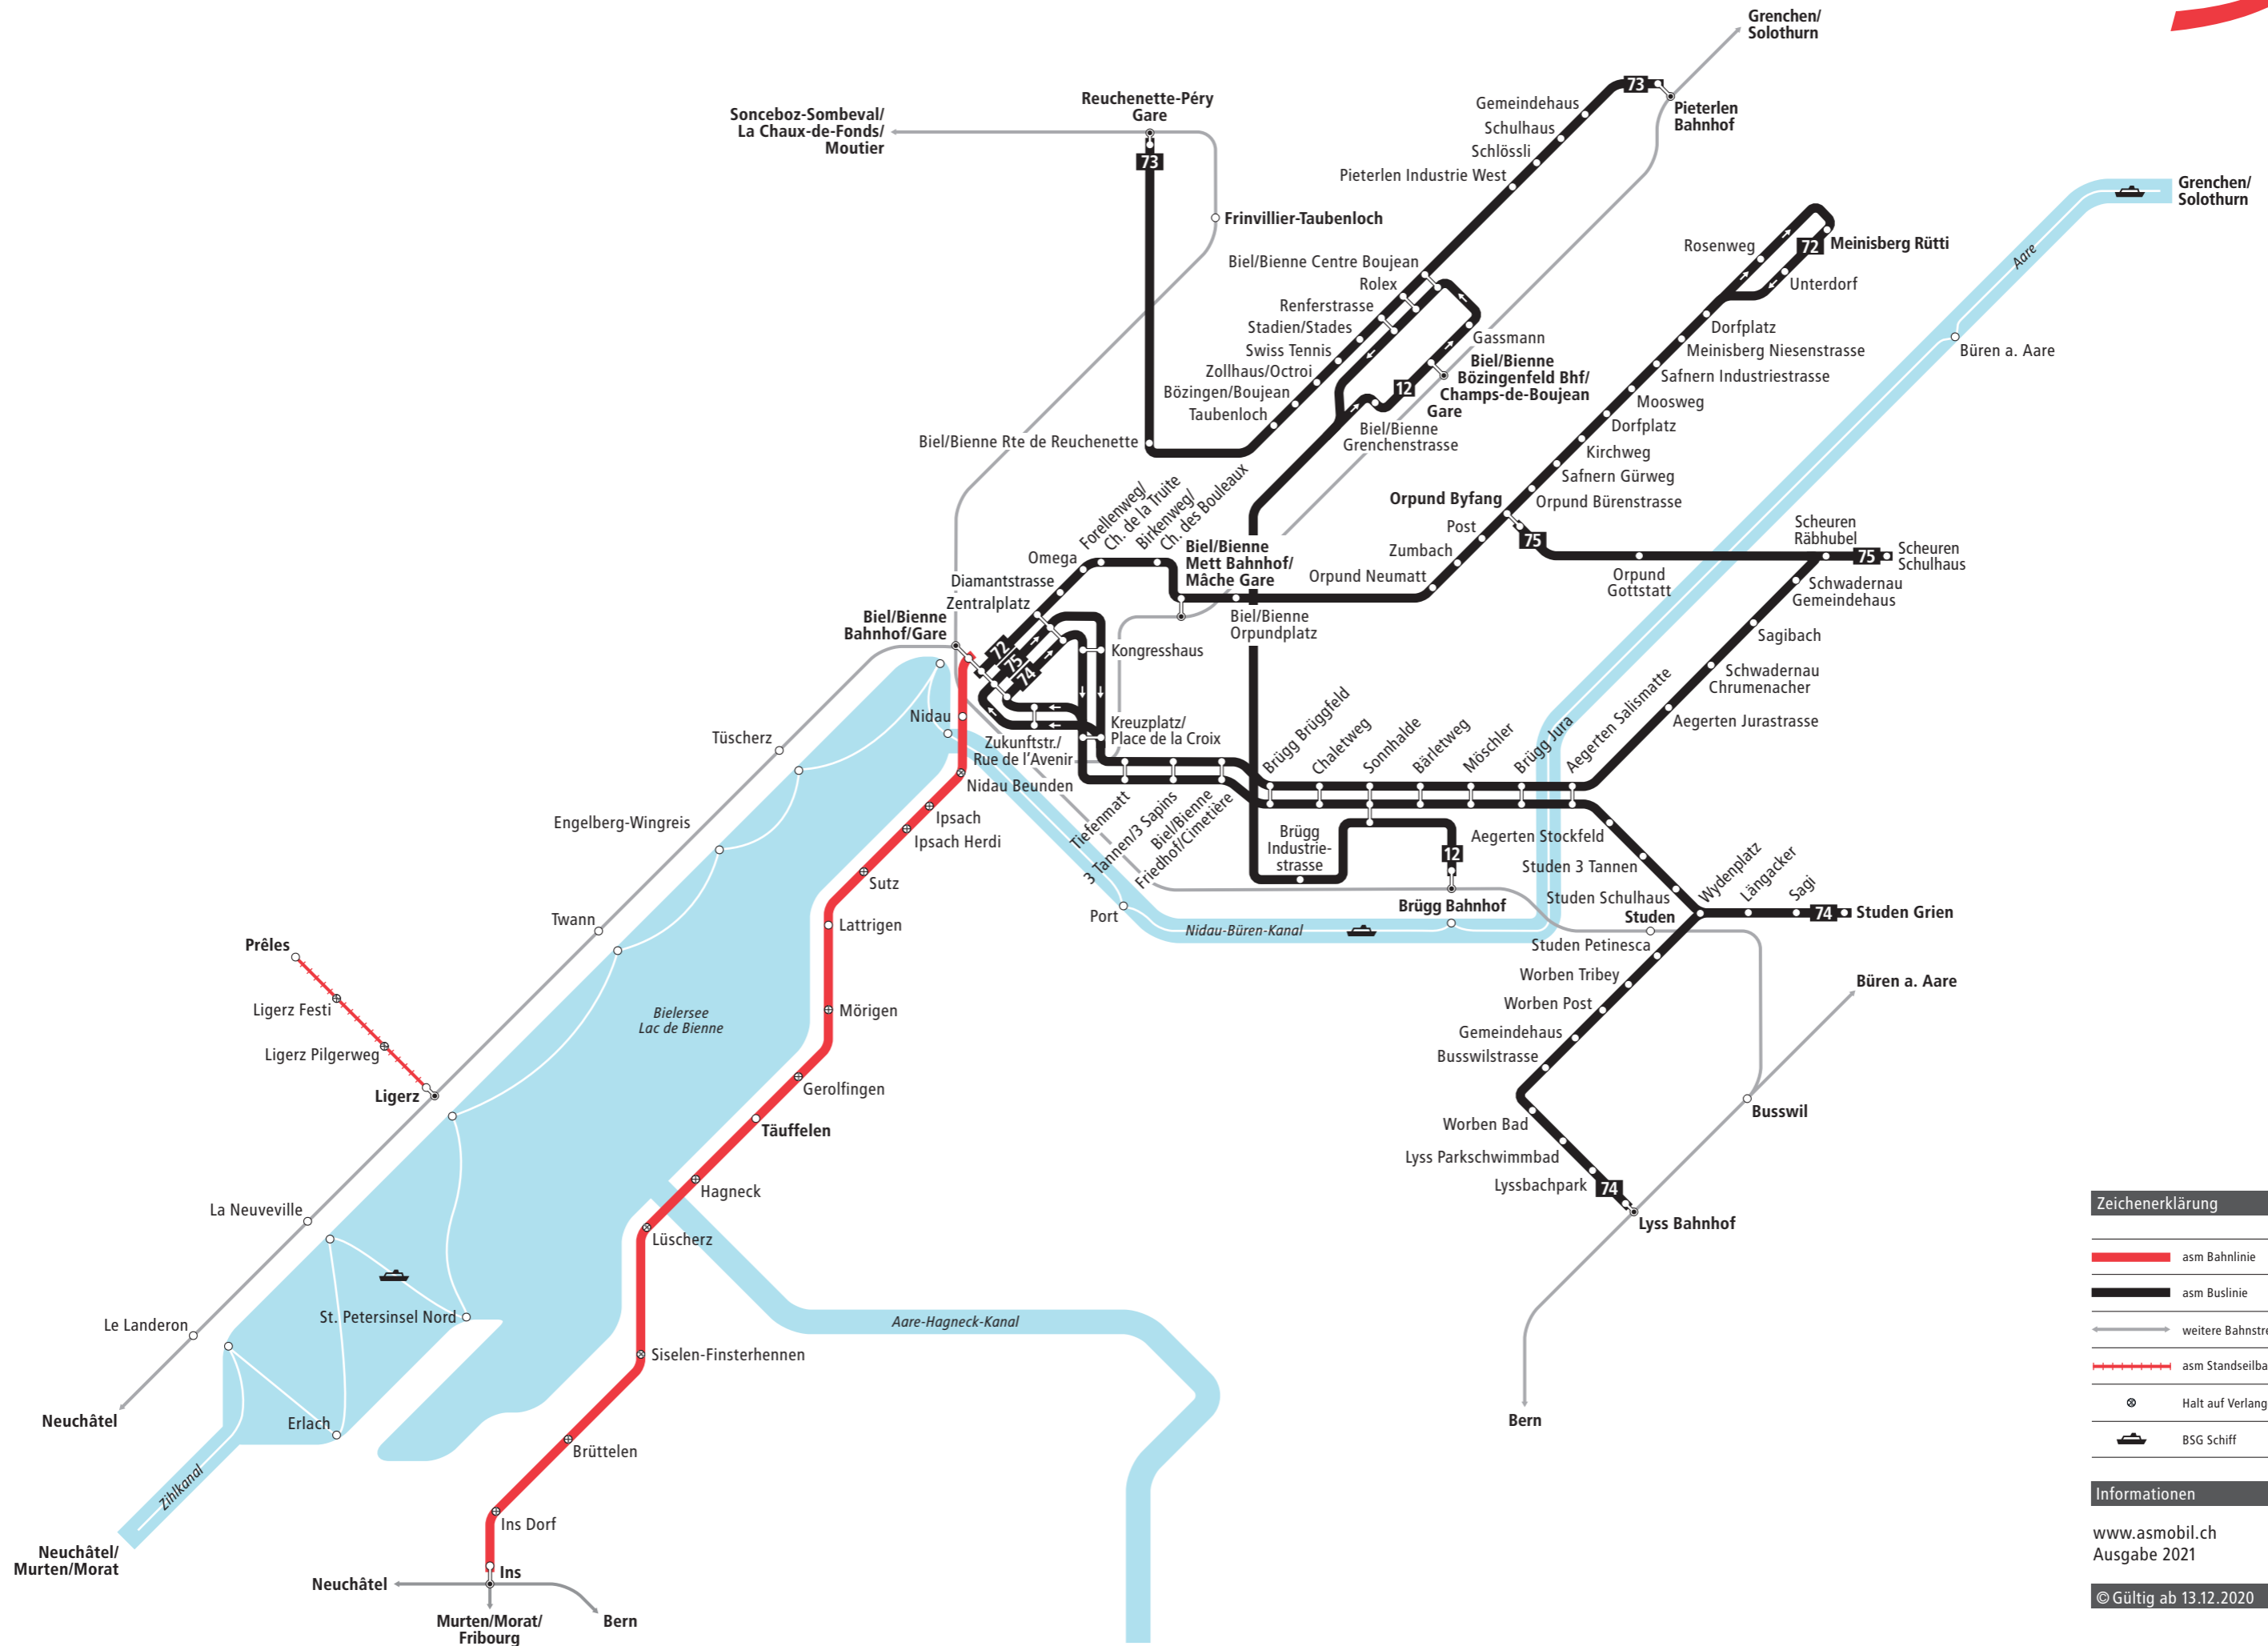 Grenchen/
Solothurn
Sonceboz-Sombeval/
La Chaux-de-Fonds/
Moutier
Reuchenette-Péry
Gare
73
73
Pieterlen
Bahnhof
Gemeindehaus
Schulhaus
Schlössli
Pieterlen Industrie West
Frinvillier-Taubenloch
Grenchen/
Solothurn
Aare
Büren a. Aare
Biel/Bienne Centre Boujean
Rolex
Renferstrasse
Stadien/Stades
Swiss Tennis
Zollhaus/Octroi
Bözingen/Boujean
Taubenloch
Biel/Bienne Rte de Reuchenette
Gassmann
Biel/Bienne
Bözingenfeld Bhf/
Champs-de-Boujean
Gare
12
Biel/Bienne
Grenchenstrasse
Rosenweg
72
Meinisberg Rütti
Unterdorf
Dorfplatz
Meinisberg Niesenstrasse
Safnern Industriestrasse
Moosweg
Dorfplatz
Kirchweg
Safnern Gürweg
Orpund Bürenstrasse
Orpund Byfang
Post
Zumbach
Orpund Neumatt
75
Orpund
Gottstatt
Scheuren
Räbhubel
75
Scheuren
Schulhaus
Schwadernau
Gemeindehaus
Sagibach
Schwadernau
Chrumenacher
Aegerten Jurastrasse
Forellenweg/
Ch. de la Truite
Birkenweg/
Ch. des Bouleaux
Omega
Diamantstrasse
Zentralplatz
Biel/Bienne
Mett Bahnhof/
Mâche Gare
Biel/Bienne
Orpundplatz
Biel/Bienne
Bahnhof/Gare
72
75
74
Kongresshaus
Kreuzplatz/
Place de la Croix
Zukunftstr./
Rue de l'Avenir
Nidau
Nidau Beunden
Tiefenmatt
3 Tannen/3 Sapins
Biel/Bienne
Friedhof/Cimetière
Brügg Brüggfeld
Chaletweg
Sonnhalde
Bärletweg
Möschler
Brügg Jura
Aegerten Salismatte
Brügg
Industrie-
strasse
12
Brügg Bahnhof
Aegerten Stockfeld
Studen 3 Tannen
Studen Schulhaus
Studen
Studen Petinesca
Wydenplatz
Längacker
Sagi
74
Studen Grien
Worben Tribey
Worben Post
Gemeindehaus
Busswilstrasse
Worben Bad
Lyss Parkschwimmbad
Lyssbachpark
74
Lyss Bahnhof
Büren a. Aare
Busswil
Bern
Port
Nidau-Büren-Kanal
Tüscherz
Engelberg-Wingreis
Twann
Ligerz
Prêles
Ligerz Festi
Ligerz Pilgerweg
La Neuveville
Le Landeron
Neuchâtel
Bielersee
Lac de Bienne
St. Petersinsel Nord
Erlach
Zihlkanal
Neuchâtel/
Murten/Morat
Ipsach
Ipsach Herdi
Sutz
Lattrigen
Mörigen
Gerolfingen
Täuffelen
Hagneck
Lüscherz
Siselen-Finsterhennen
Brüttelen
Ins Dorf
Ins
Neuchâtel
Murten/Morat/
Fribourg
Bern
Aare-Hagneck-Kanal
Zeichenerklärung
asm Bahnlinie
asm Buslinie
weitere Bahnstre
asm Standseilba
Halt auf Verlang
BSG Schiff
Informationen
www.asmobil.ch
Ausgabe 2021
© Gültig ab 13.12.2020